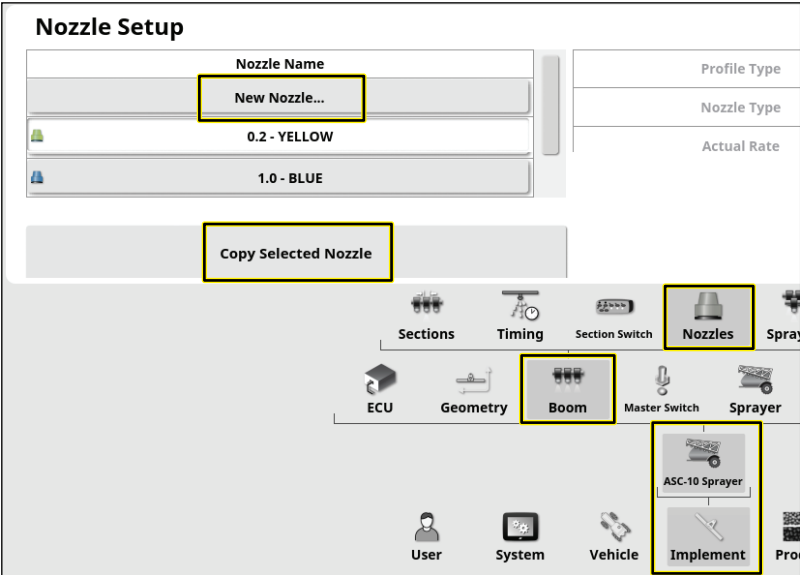 Nozzle Setup
Nozzle Name
New Nozzle...
0.2 - YELLOW
1.0 - BLUE
Copy Selected Nozzle
Profile Type
Nozzle Type
Actual Rate
Sections
Timing
Section Switch
Nozzles
Spray
ECU
Geometry
Boom
Master Switch
Sprayer
ASC-10 Sprayer
User
System
Vehicle
Implement
Proc